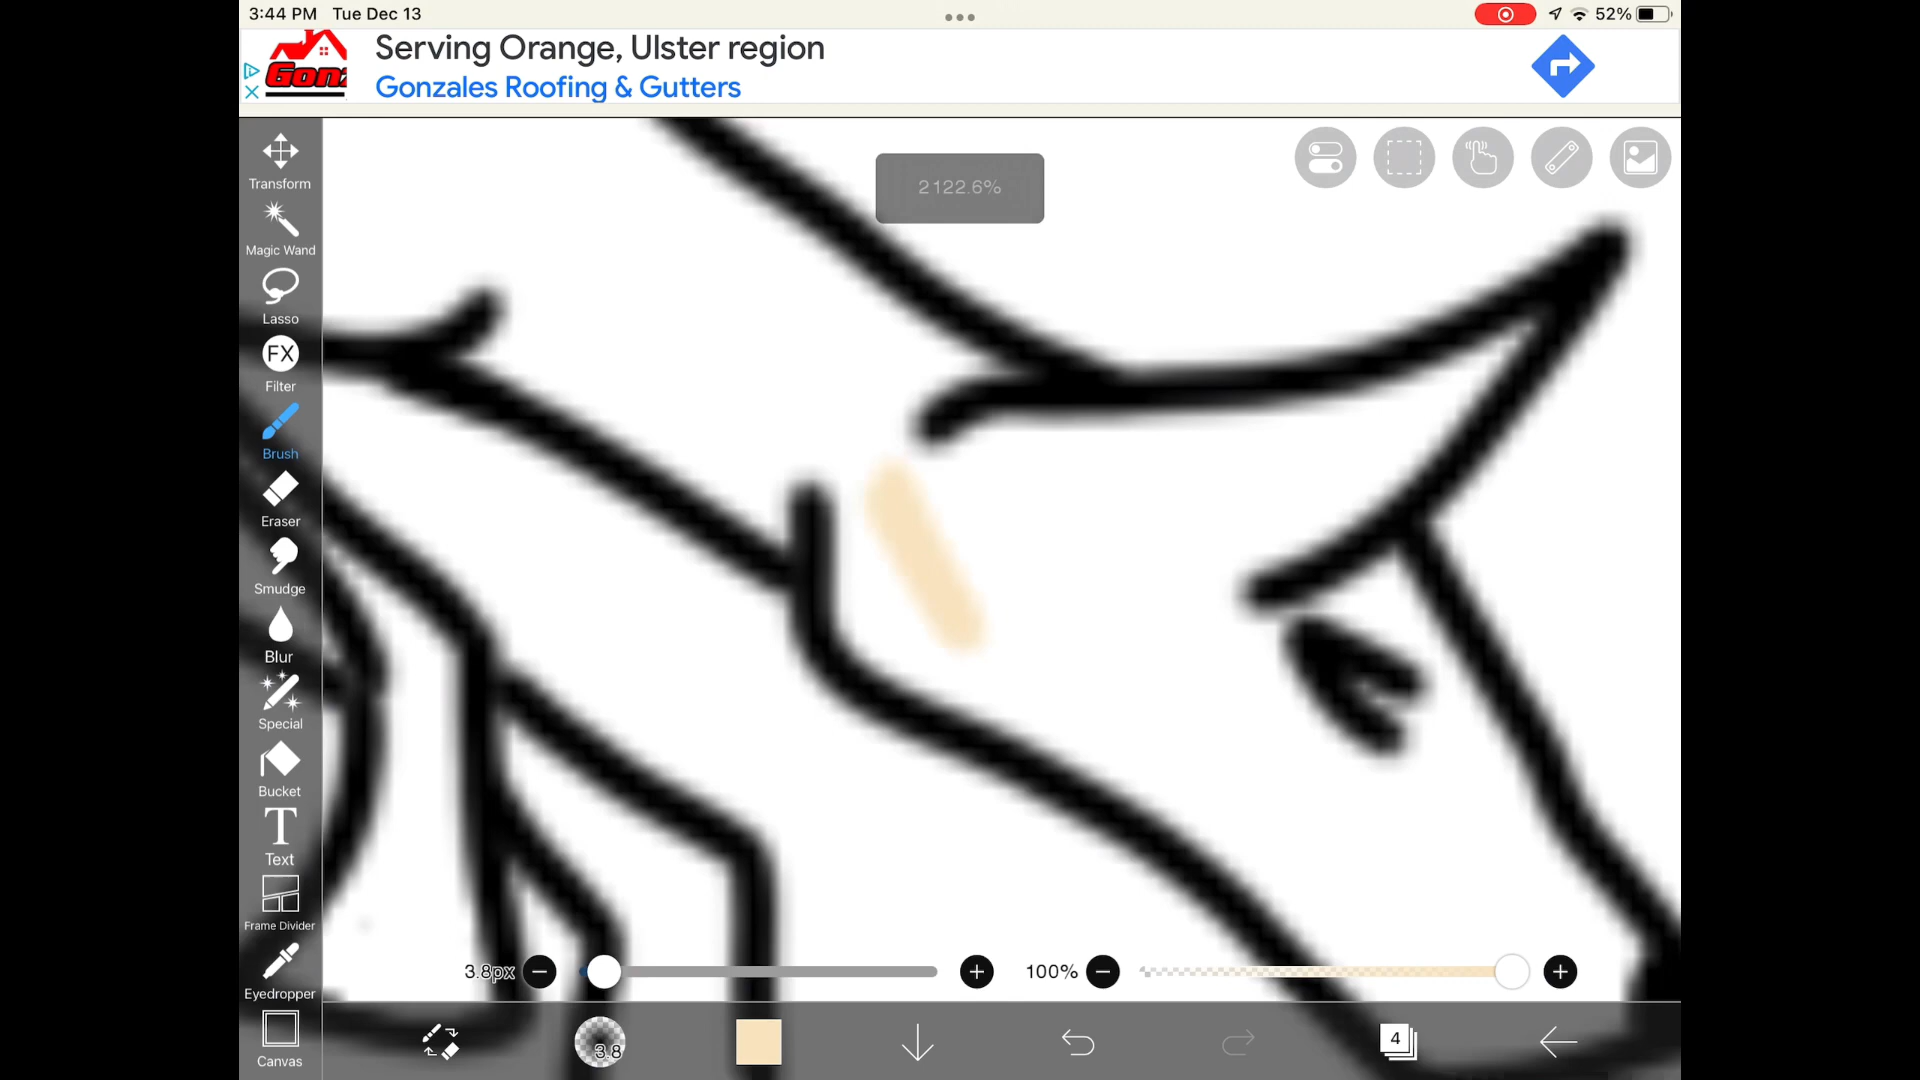 3:44 PM Tue Dec 13
52%
Serving Orange, Ulster region
Gonzales Roofing & Gutters
Gon
2122.6%
Transform
Magic Wand
Lasso
FX
Filter
Brush
Eraser
Smudge
Blur
Special
Bucket
T
Text
Frame Divider
Eyedropper
Canvas
3.8px
100%
3.8
4